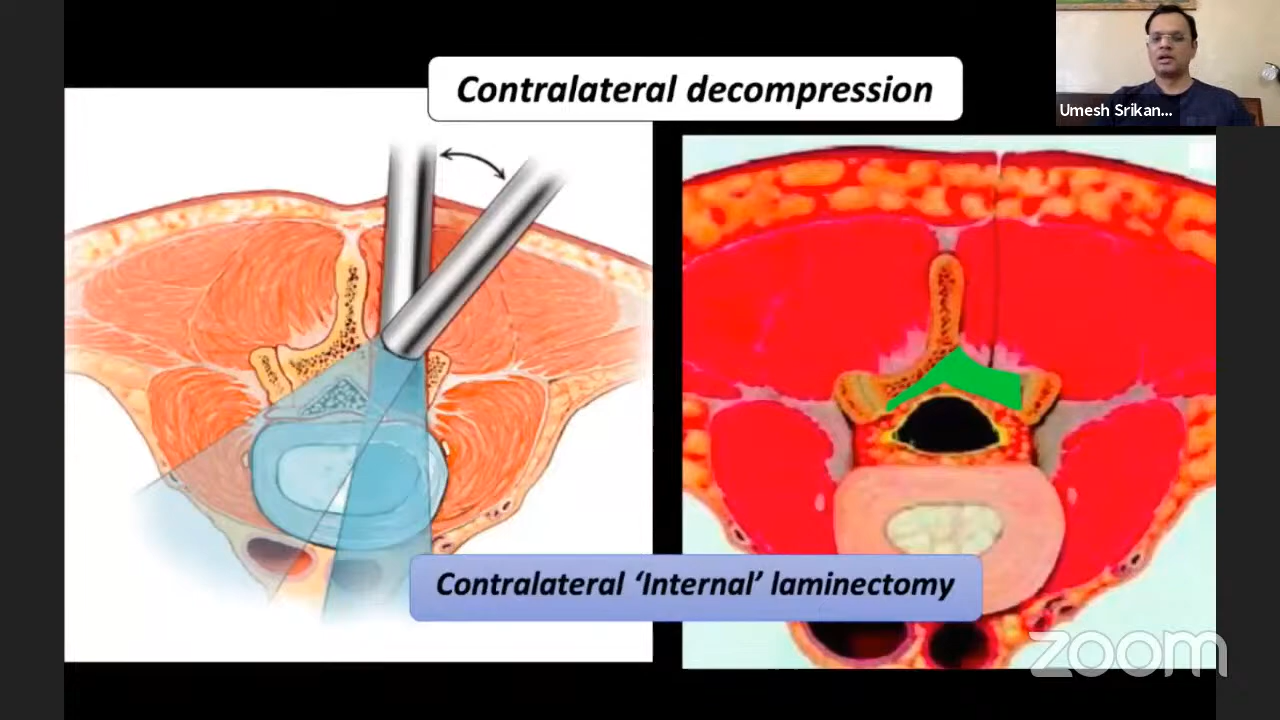 Contralateral decompression
Umesh Srikan...
Contralateral ‘Internal’ laminectomy
zoom